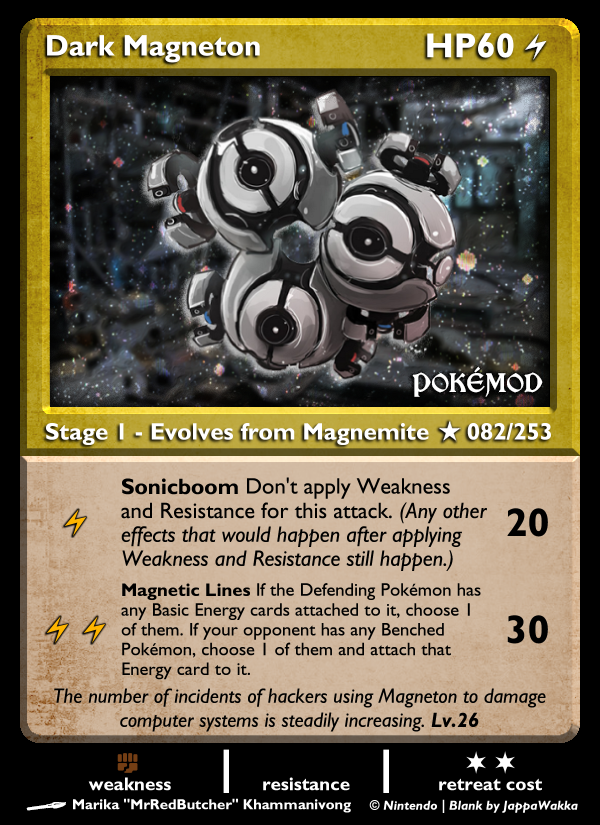 Dark Magneton HP60
POKÉMOD
Stage 1 - Evolves from Magnemite ★ 082/253
Sonicboom Don't apply Weakness
and Resistance for this attack. (Any other
effects that would happen after applying
Weakness and Resistance still happen.)
20
Magnetic Lines If the Defending Pokémon has
any Basic Energy cards attached to it, choose 1
of them. If your opponent has any Benched
Pokémon, choose 1 of them and attach that
Energy card to it.
30
The number of incidents of hackers using Magneton to damage
computer systems is steadily increasing. Lv.26
weakness resistance retreat cost
Marika "MrRedButcher" Khammanivong © Nintendo | Blank by JappaWakka